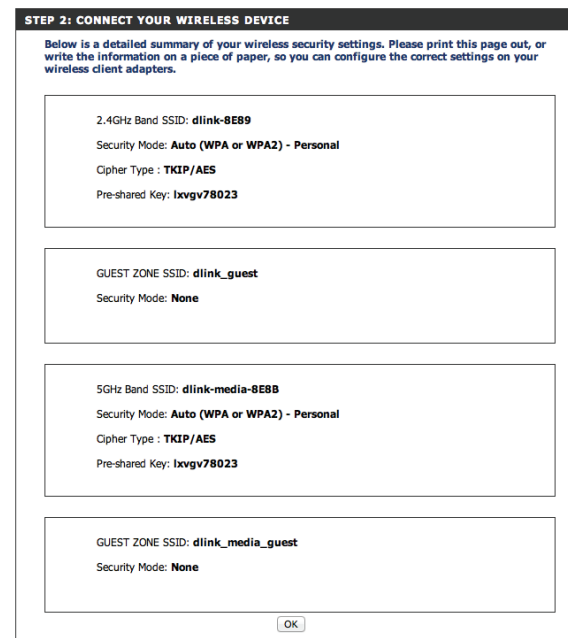 STEP 2: CONNECT YOUR WIRELESS DEVICE
Below is a detailed summary of your wireless security settings. Please print this page out, or
write the information on a piece of paper, so you can configure the correct settings on your
wireless client adapters.
2.4GHz Band SSID: dlink-8E89
Security Mode: Auto (WPA or WPA2) - Personal
Cipher Type : TKIP/AES
Pre-shared Key: lxvgv78023
GUEST ZONE SSID: dlink_guest
Security Mode: None
5GHz Band SSID: dlink-media-8E8B
Security Mode: Auto (WPA or WPA2) - Personal
Cipher Type : TKIP/AES
Pre-shared Key: lxvgv78023
GUEST ZONE SSID: dlink_media_guest
Security Mode: None
OK